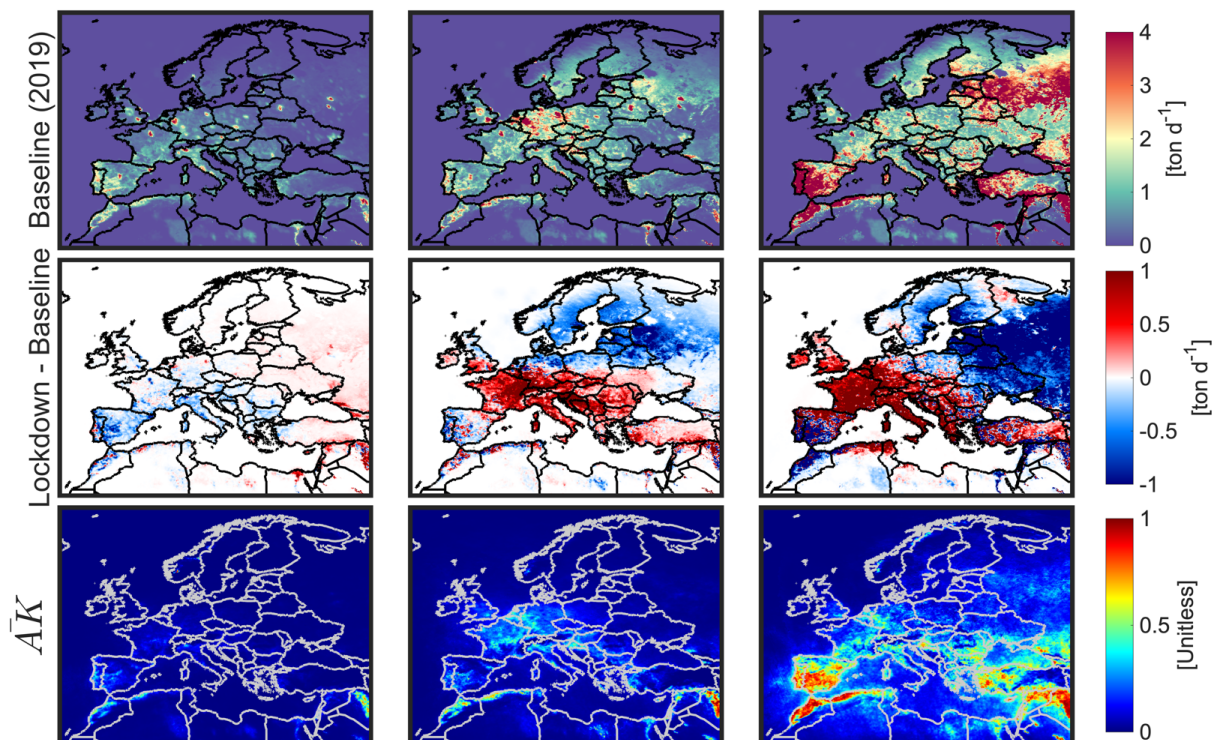 Baseline (2019)
4
3
2
1
0
[ton d⁻¹]
Lockdown - Baseline
1
0.5
0
-0.5
-1
[ton d⁻¹]
ĀK
1
0.5
0
[Unitless]